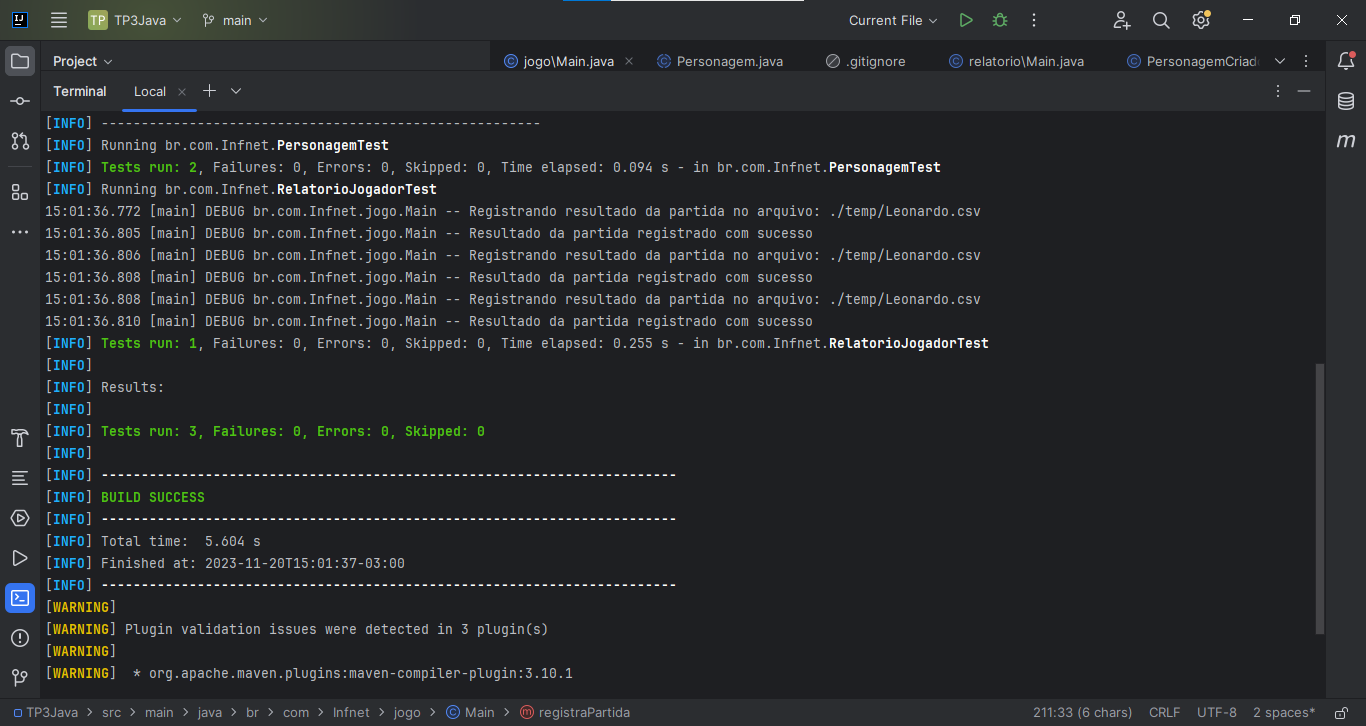 IJ TP TP3Java main Current File
Project jogo\Main.java Personagem.java .gitignore relatorio\Main.java PersonagemCriad
Terminal Local
[INFO] -------------------------------------------------------
[INFO] Running br.com.Infnet.PersonagemTest
[INFO] Tests run: 2, Failures: 0, Errors: 0, Skipped: 0, Time elapsed: 0.094 s - in br.com.Infnet.PersonagemTest
[INFO] Running br.com.Infnet.RelatorioJogadorTest
15:01:36.772 [main] DEBUG br.com.Infnet.jogo.Main -- Registrando resultado da partida no arquivo: ./temp/Leonardo.csv
15:01:36.805 [main] DEBUG br.com.Infnet.jogo.Main -- Resultado da partida registrado com sucesso
15:01:36.806 [main] DEBUG br.com.Infnet.jogo.Main -- Registrando resultado da partida no arquivo: ./temp/Leonardo.csv
15:01:36.808 [main] DEBUG br.com.Infnet.jogo.Main -- Resultado da partida registrado com sucesso
15:01:36.808 [main] DEBUG br.com.Infnet.jogo.Main -- Registrando resultado da partida no arquivo: ./temp/Leonardo.csv
15:01:36.810 [main] DEBUG br.com.Infnet.jogo.Main -- Resultado da partida registrado com sucesso
[INFO] Tests run: 1, Failures: 0, Errors: 0, Skipped: 0, Time elapsed: 0.255 s - in br.com.Infnet.RelatorioJogadorTest
[INFO]
[INFO] Results:
[INFO]
[INFO] Tests run: 3, Failures: 0, Errors: 0, Skipped: 0
[INFO]
[INFO] ------------------------------------------------------------------------
[INFO] BUILD SUCCESS
[INFO] ------------------------------------------------------------------------
[INFO] Total time:  5.604 s
[INFO] Finished at: 2023-11-20T15:01:37-03:00
[INFO] ------------------------------------------------------------------------
[WARNING]
[WARNING] Plugin validation issues were detected in 3 plugin(s)
[WARNING]
[WARNING]  * org.apache.maven.plugins:maven-compiler-plugin:3.10.1
TP3Java > src > main > java > br > com > Infnet > jogo > Main > registraPartida 211:33 (6 chars) CRLF UTF-8 2 spaces*